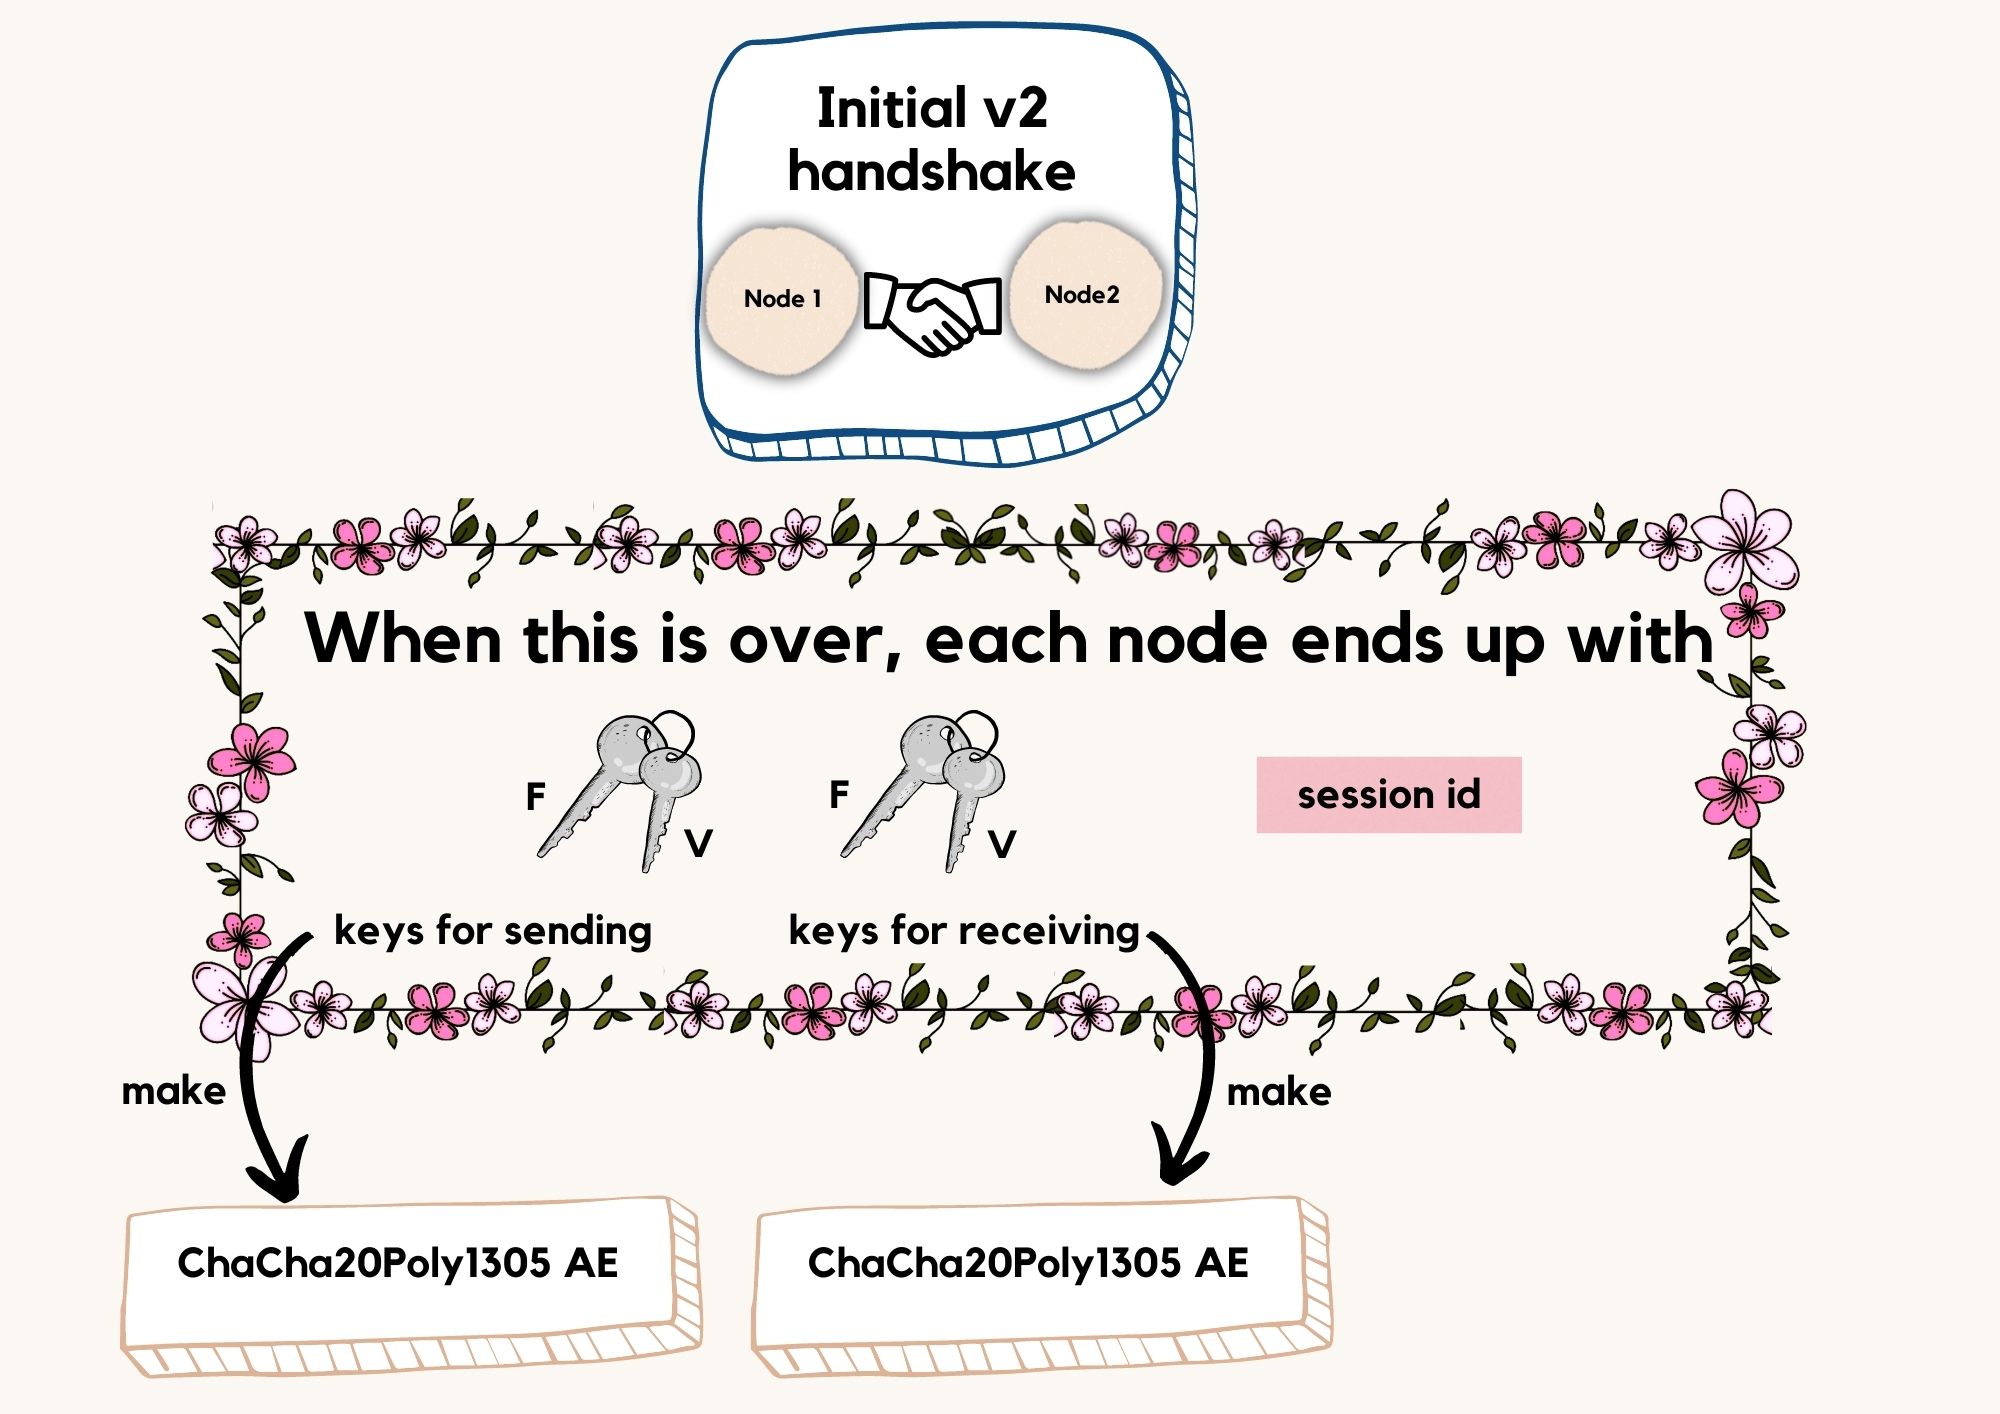 Initial v2
handshake
Node 1
Node2
When this is over, each node ends up with
F
V
F
V
session id
keys for sending
keys for receiving
make
make
ChaCha20Poly1305 AE
ChaCha20Poly1305 AE